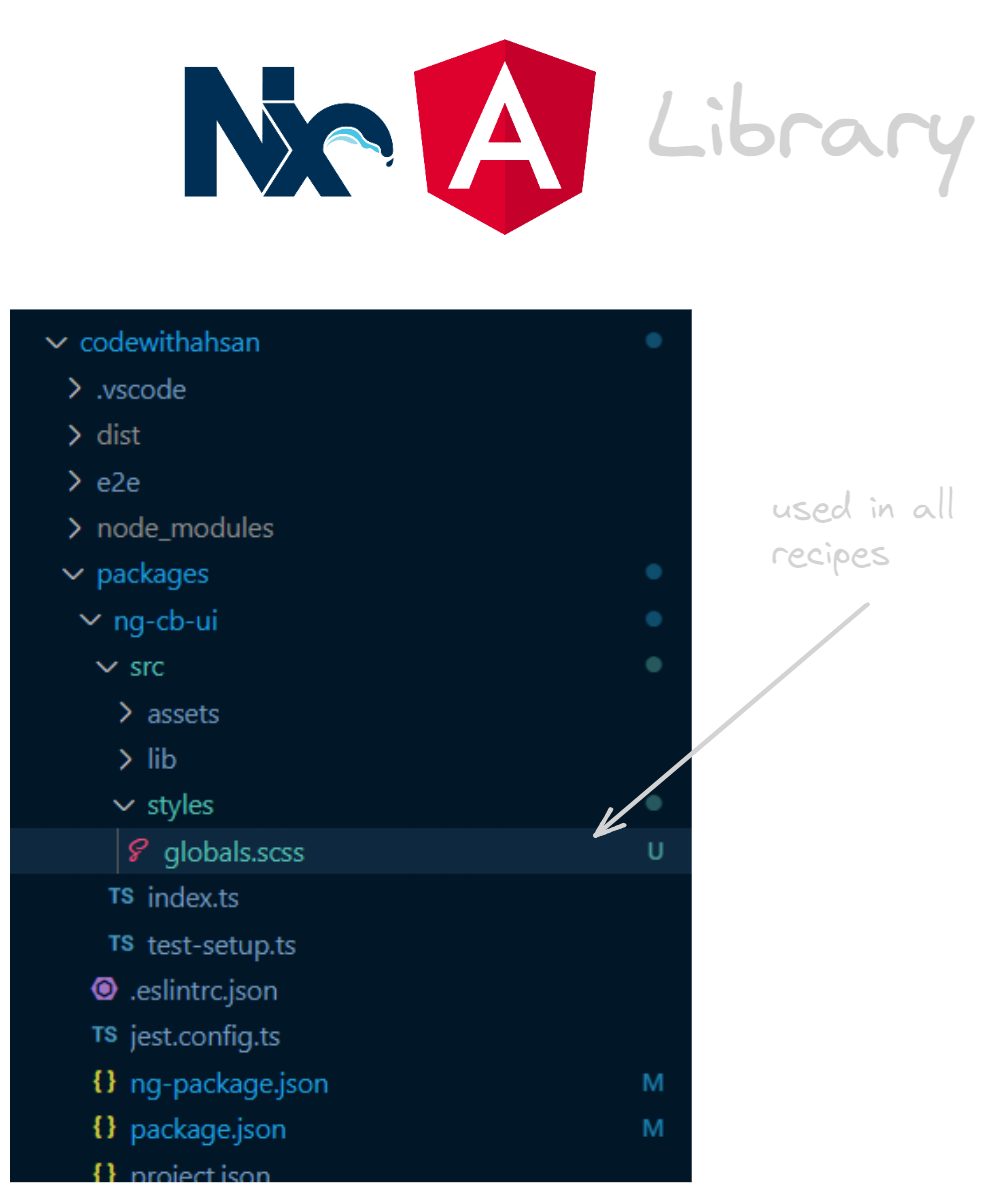 Nx
A
Library
codewithahsan
.vscode
dist
e2e
node_modules
packages
ng-cb-ui
src
assets
lib
styles
globals.scss U
TS index.ts
TS test-setup.ts
.eslintrc.json
TS jest.config.ts
{} ng-package.json M
{} package.json M
{} project.json
used in all
recipes